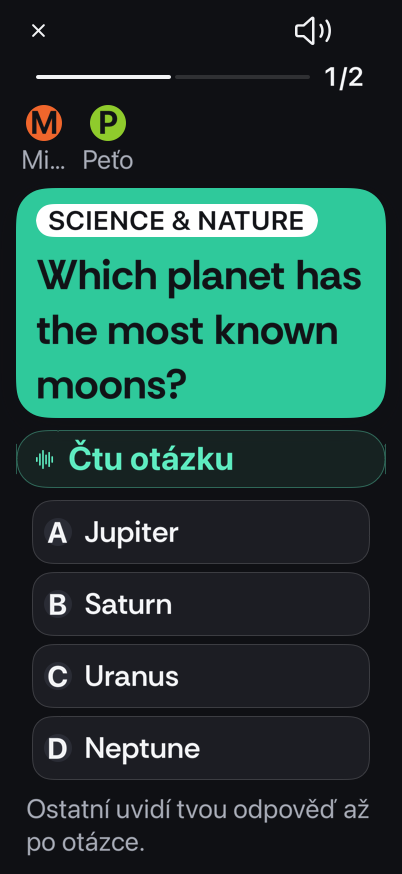 1/2
M P
Mi... Peťo
SCIENCE & NATURE
Which planet has
the most known
moons?
Čtu otázku
A Jupiter
B Saturn
C Uranus
D Neptune
Ostatní uvidí tvou odpověď až
po otázce.